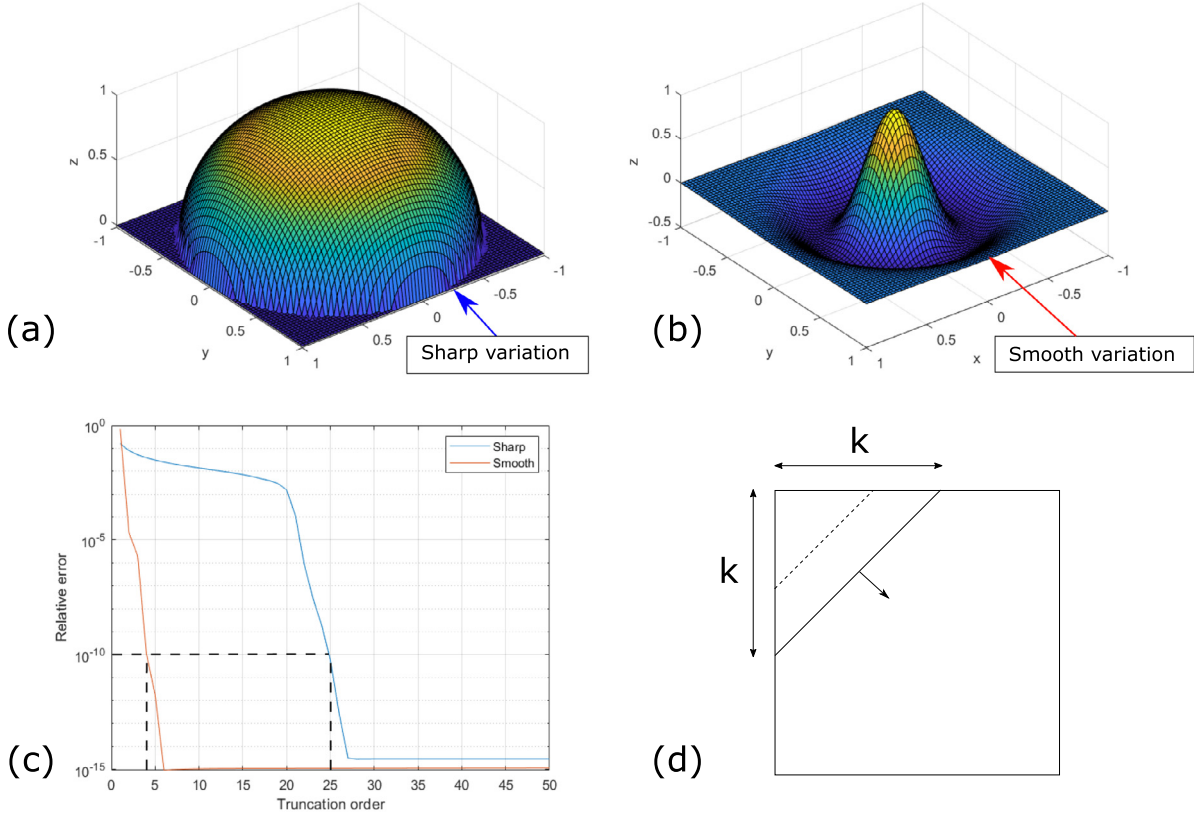 1
0.5
0
z
-1
-0.5
0
0.5
1
y
1
0.5
0
-0.5
-1
Sharp variation
(a)
1
0.5
0
-0.5
z
-1
-0.5
0
0.5
1
y
1
0.5
0
-0.5
-1
x
Smooth variation
(b)
10^0
10^-5
10^-10
10^-15
Relative error
0 5 10 15 20 25 30 35 40 45 50
Truncation order
Sharp
Smooth
(c)
k
k
(d)